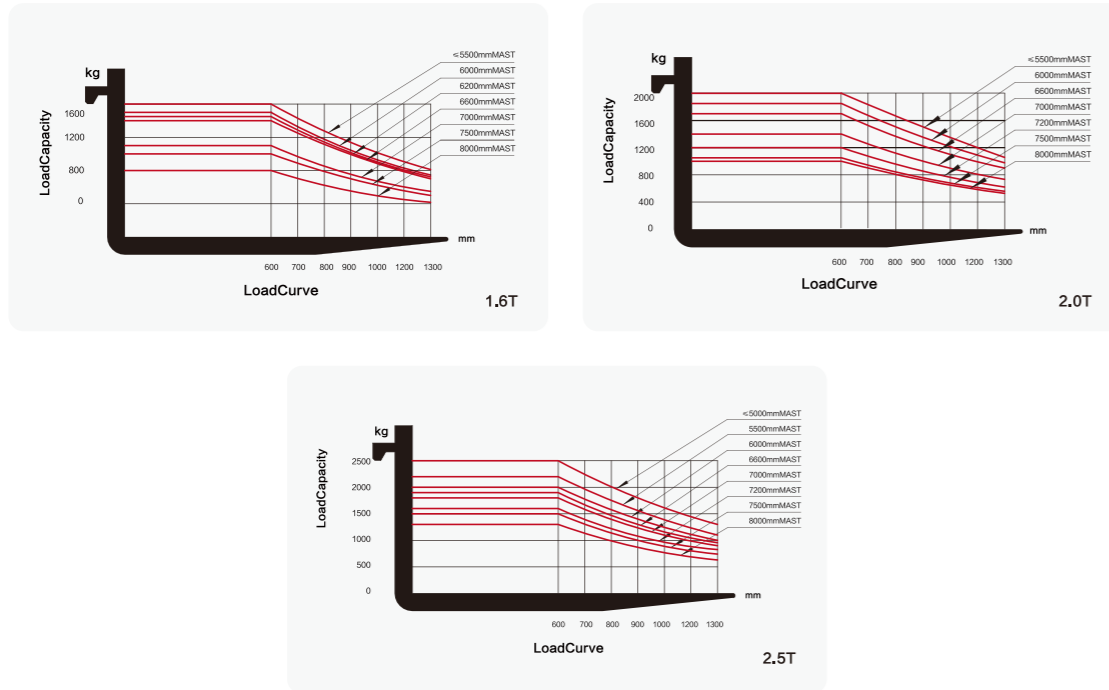 ≤5500mmMAST
6000mmMAST
6200mmMAST
6600mmMAST
7000mmMAST
7500mmMAST
8000mmMAST
kg
LoadCapacity
1600
1200
800
0
mm
600 700 800 900 1000 1200 1300
LoadCurve
1.6T
≤5500mmMAST
6000mmMAST
6600mmMAST
7000mmMAST
7200mmMAST
7500mmMAST
8000mmMAST
kg
LoadCapacity
2000
1600
1200
800
400
0
mm
600 700 800 900 1000 1200 1300
LoadCurve
2.0T
≤5000mmMAST
5500mmMAST
6000mmMAST
6600mmMAST
7000mmMAST
7200mmMAST
7500mmMAST
8000mmMAST
kg
LoadCapacity
2500
2000
1500
1000
500
0
mm
600 700 800 900 1000 1200 1300
LoadCurve
2.5T